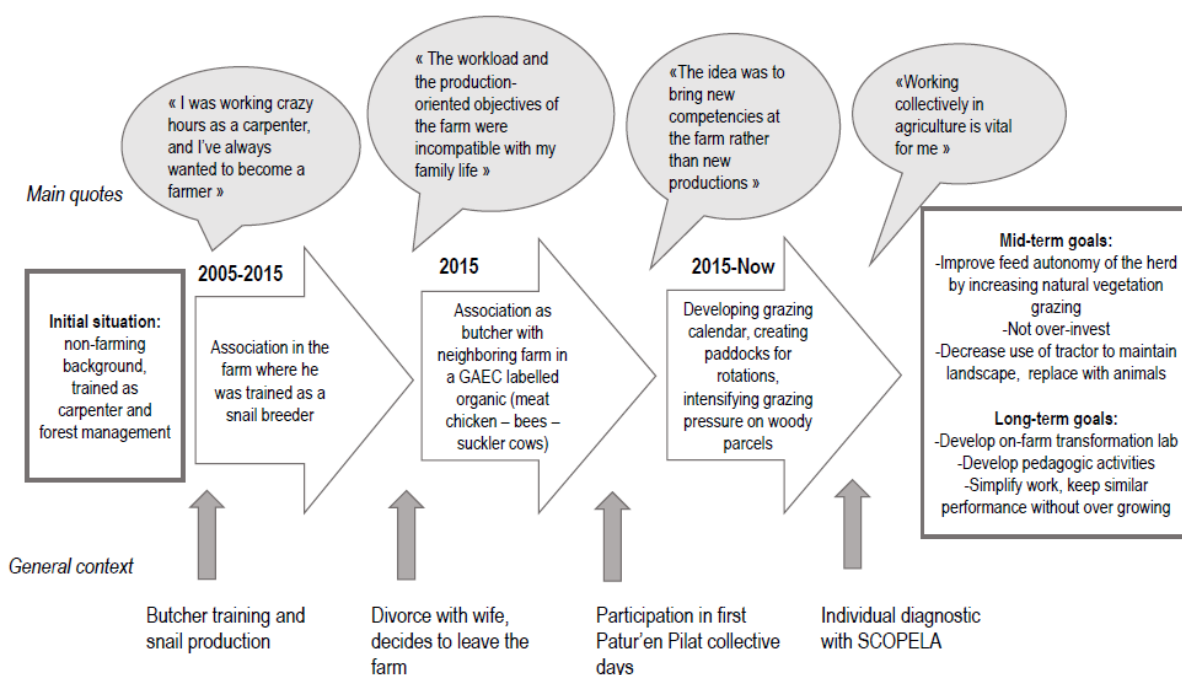 « I was working crazy
hours as a carpenter,
and I've always
wanted to become a
farmer »
« The workload and
the production-
oriented objectives of
the farm were
incompatible with my
family life »
«The idea was to
bring new
competencies at
the farm rather
than new
productions »
«Working
collectively in
agriculture is vital
for me »
Main quotes
Initial situation:
non-farming
background,
trained as
carpenter and
forest management
2005-2015
Association in the
farm where he
was trained as a
snail breeder
2015
Association as
butcher with
neighboring farm in
a GAEC labelled
organic (meat
chicken – bees –
suckler cows)
2015-Now
Developing grazing
calendar, creating
paddocks for
rotations,
intensifying grazing
pressure on woody
parcels
Mid-term goals:
-Improve feed autonomy of the herd
by increasing natural vegetation
grazing
-Not over-invest
-Decrease use of tractor to maintain
landscape, replace with animals
Long-term goals:
-Develop on-farm transformation lab
-Develop pedagogic activities
-Simplify work, keep similar
performance without over growing
General context
Butcher training and
snail production
Divorce with wife,
decides to leave the
farm
Participation in first
Patur'en Pilat collective
days
Individual diagnostic
with SCOPELA